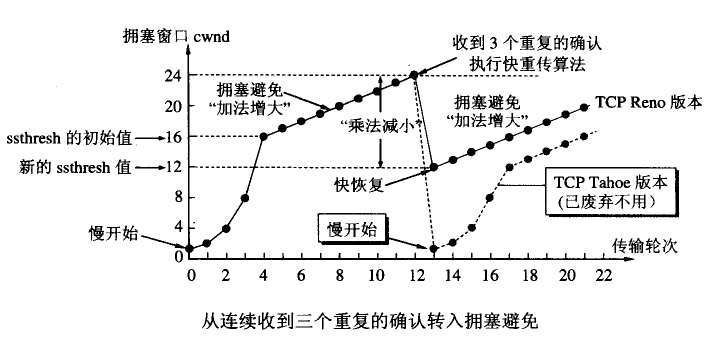 拥塞窗口 cwnd
收到 3 个重复的确认
执行快重传算法
24
拥塞避免
“加法增大”
拥塞避免
“加法增大”
TCP Reno 版本
20
“乘法减小”
ssthresh 的初始值
16
新的 ssthresh 值
12
快恢复
TCP Tahoe 版本
(已废弃不用)
8
慢开始
慢开始
4
传输轮次
0
0 2 4 6 8 10 12 14 16 18 20 22
从连续收到三个重复的确认转入拥塞避免